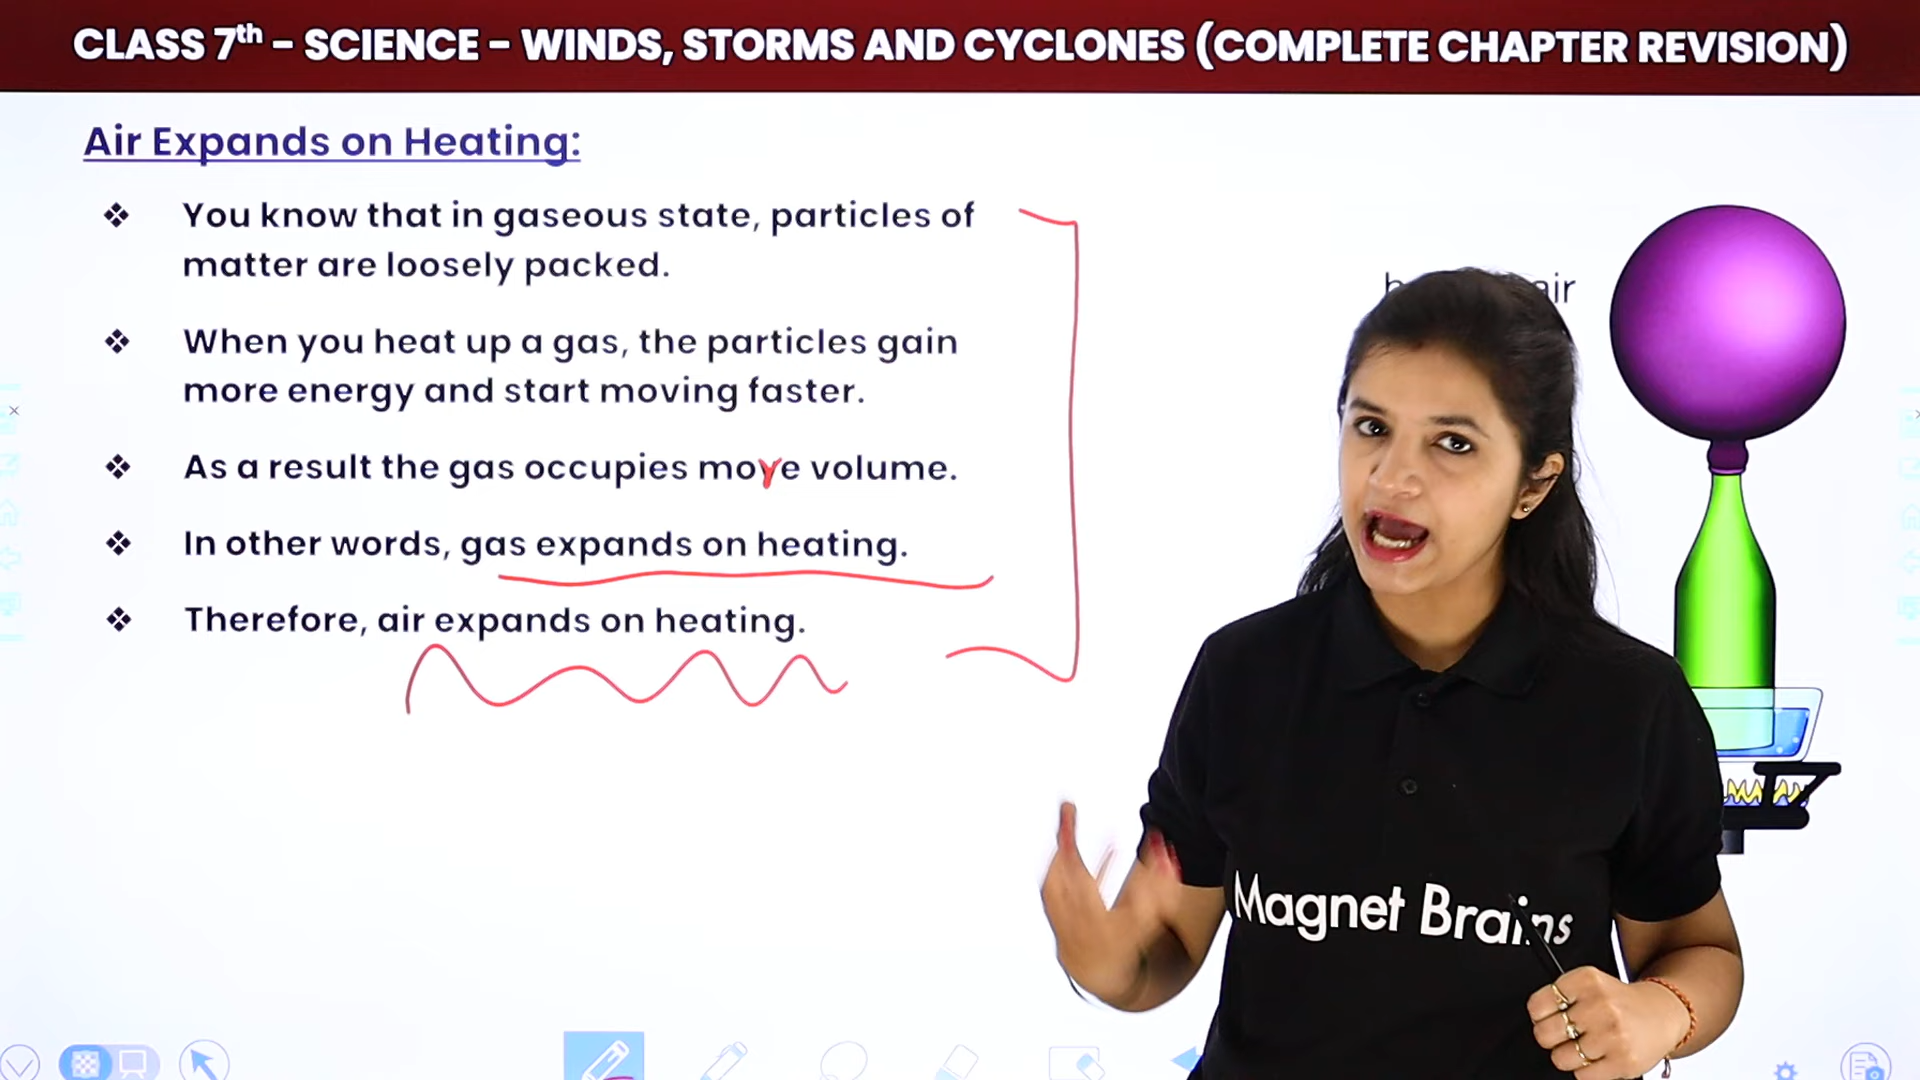 CLASS 7th – SCIENCE – WINDS, STORMS AND CYCLONES (COMPLETE CHAPTER REVISION)
Air Expands on Heating:
❖ You know that in gaseous state, particles of
matter are loosely packed.
❖ When you heat up a gas, the particles gain
more energy and start moving faster.
❖ As a result the gas occupies more volume.
❖ In other words, gas expands on heating.
❖ Therefore, air expands on heating.
air
Magnet Brains